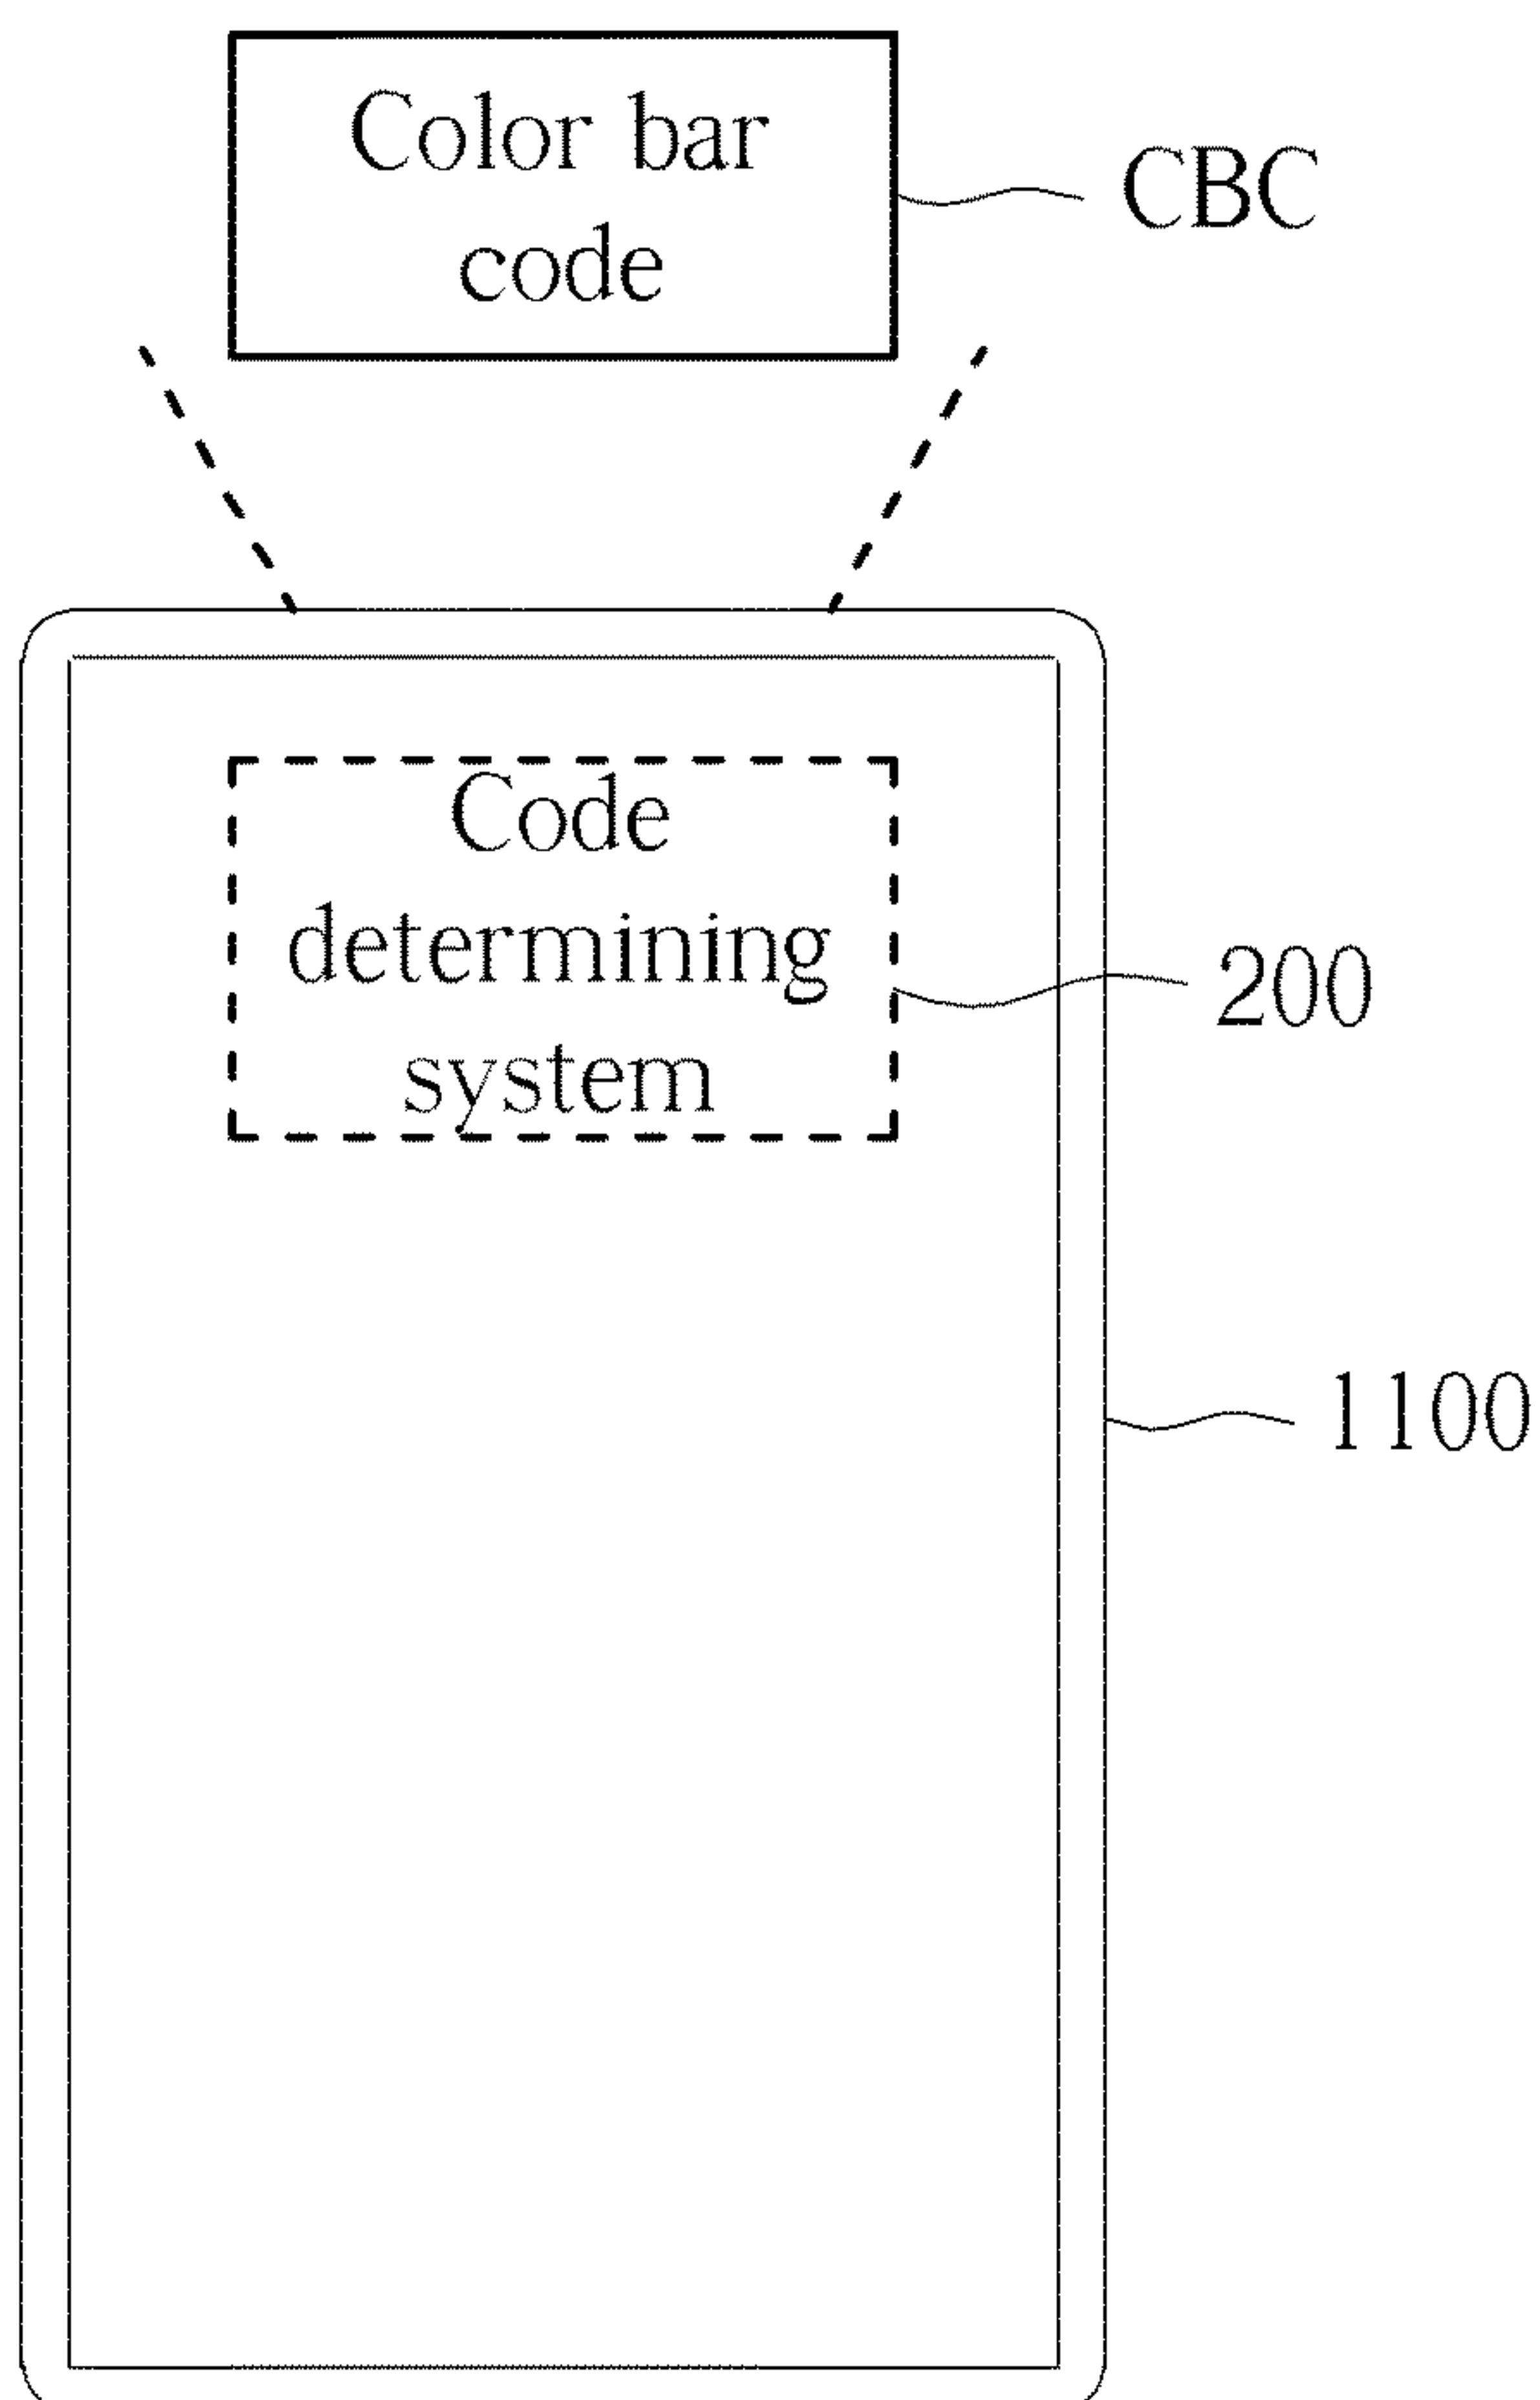 Color bar
code
CBC
Code
determining
system
200
1100